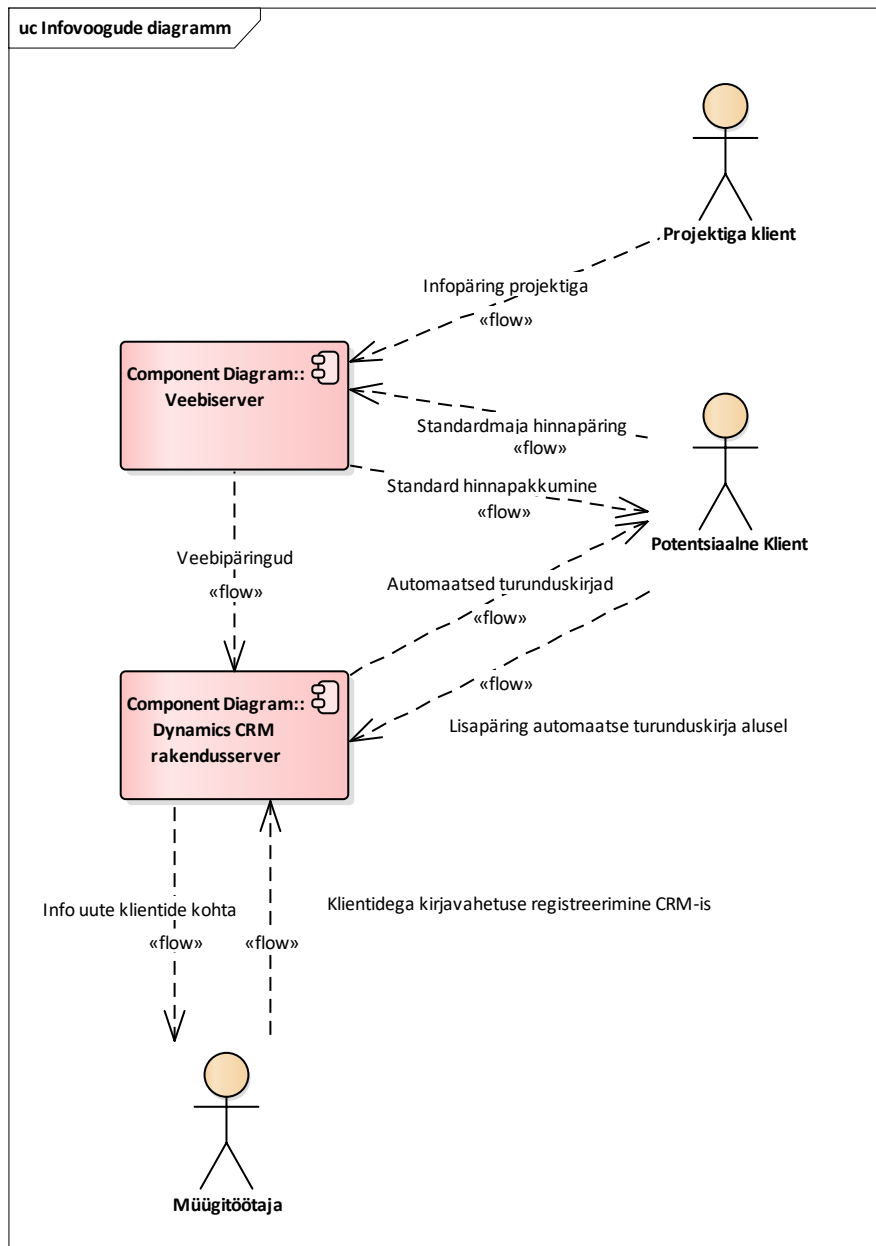 uc Infovoogude diagramm
Projektiga klient
Infopäring projektiga
«flow»
Component Diagram::
Veebiserver
Standardmaja hinnapäring
«flow»
Standard hinnapakkumine
«flow»
Potentsiaalne Klient
Veebipäringud
«flow»
Automaatsed turunduskirjad
«flow»
Component Diagram::
Dynamics CRM
rakendusserver
«flow»
Lisapäring automaatse turunduskirja alusel
Info uute klientide kohta
«flow»
Klientidega kirjavahetuse registreerimine CRM-is
«flow»
Müügitöötaja